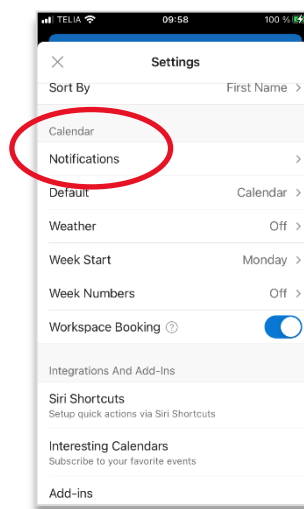 TELIA 09:58 100 %
Settings
Sort By First Name
Calendar
Notifications
Default Calendar
Weather Off
Week Start Monday
Week Numbers Off
Workspace Booking ?
Integrations And Add-Ins
Siri Shortcuts
Setup quick actions via Siri Shortcuts
Interesting Calendars
Subscribe to your favorite events
Add-ins